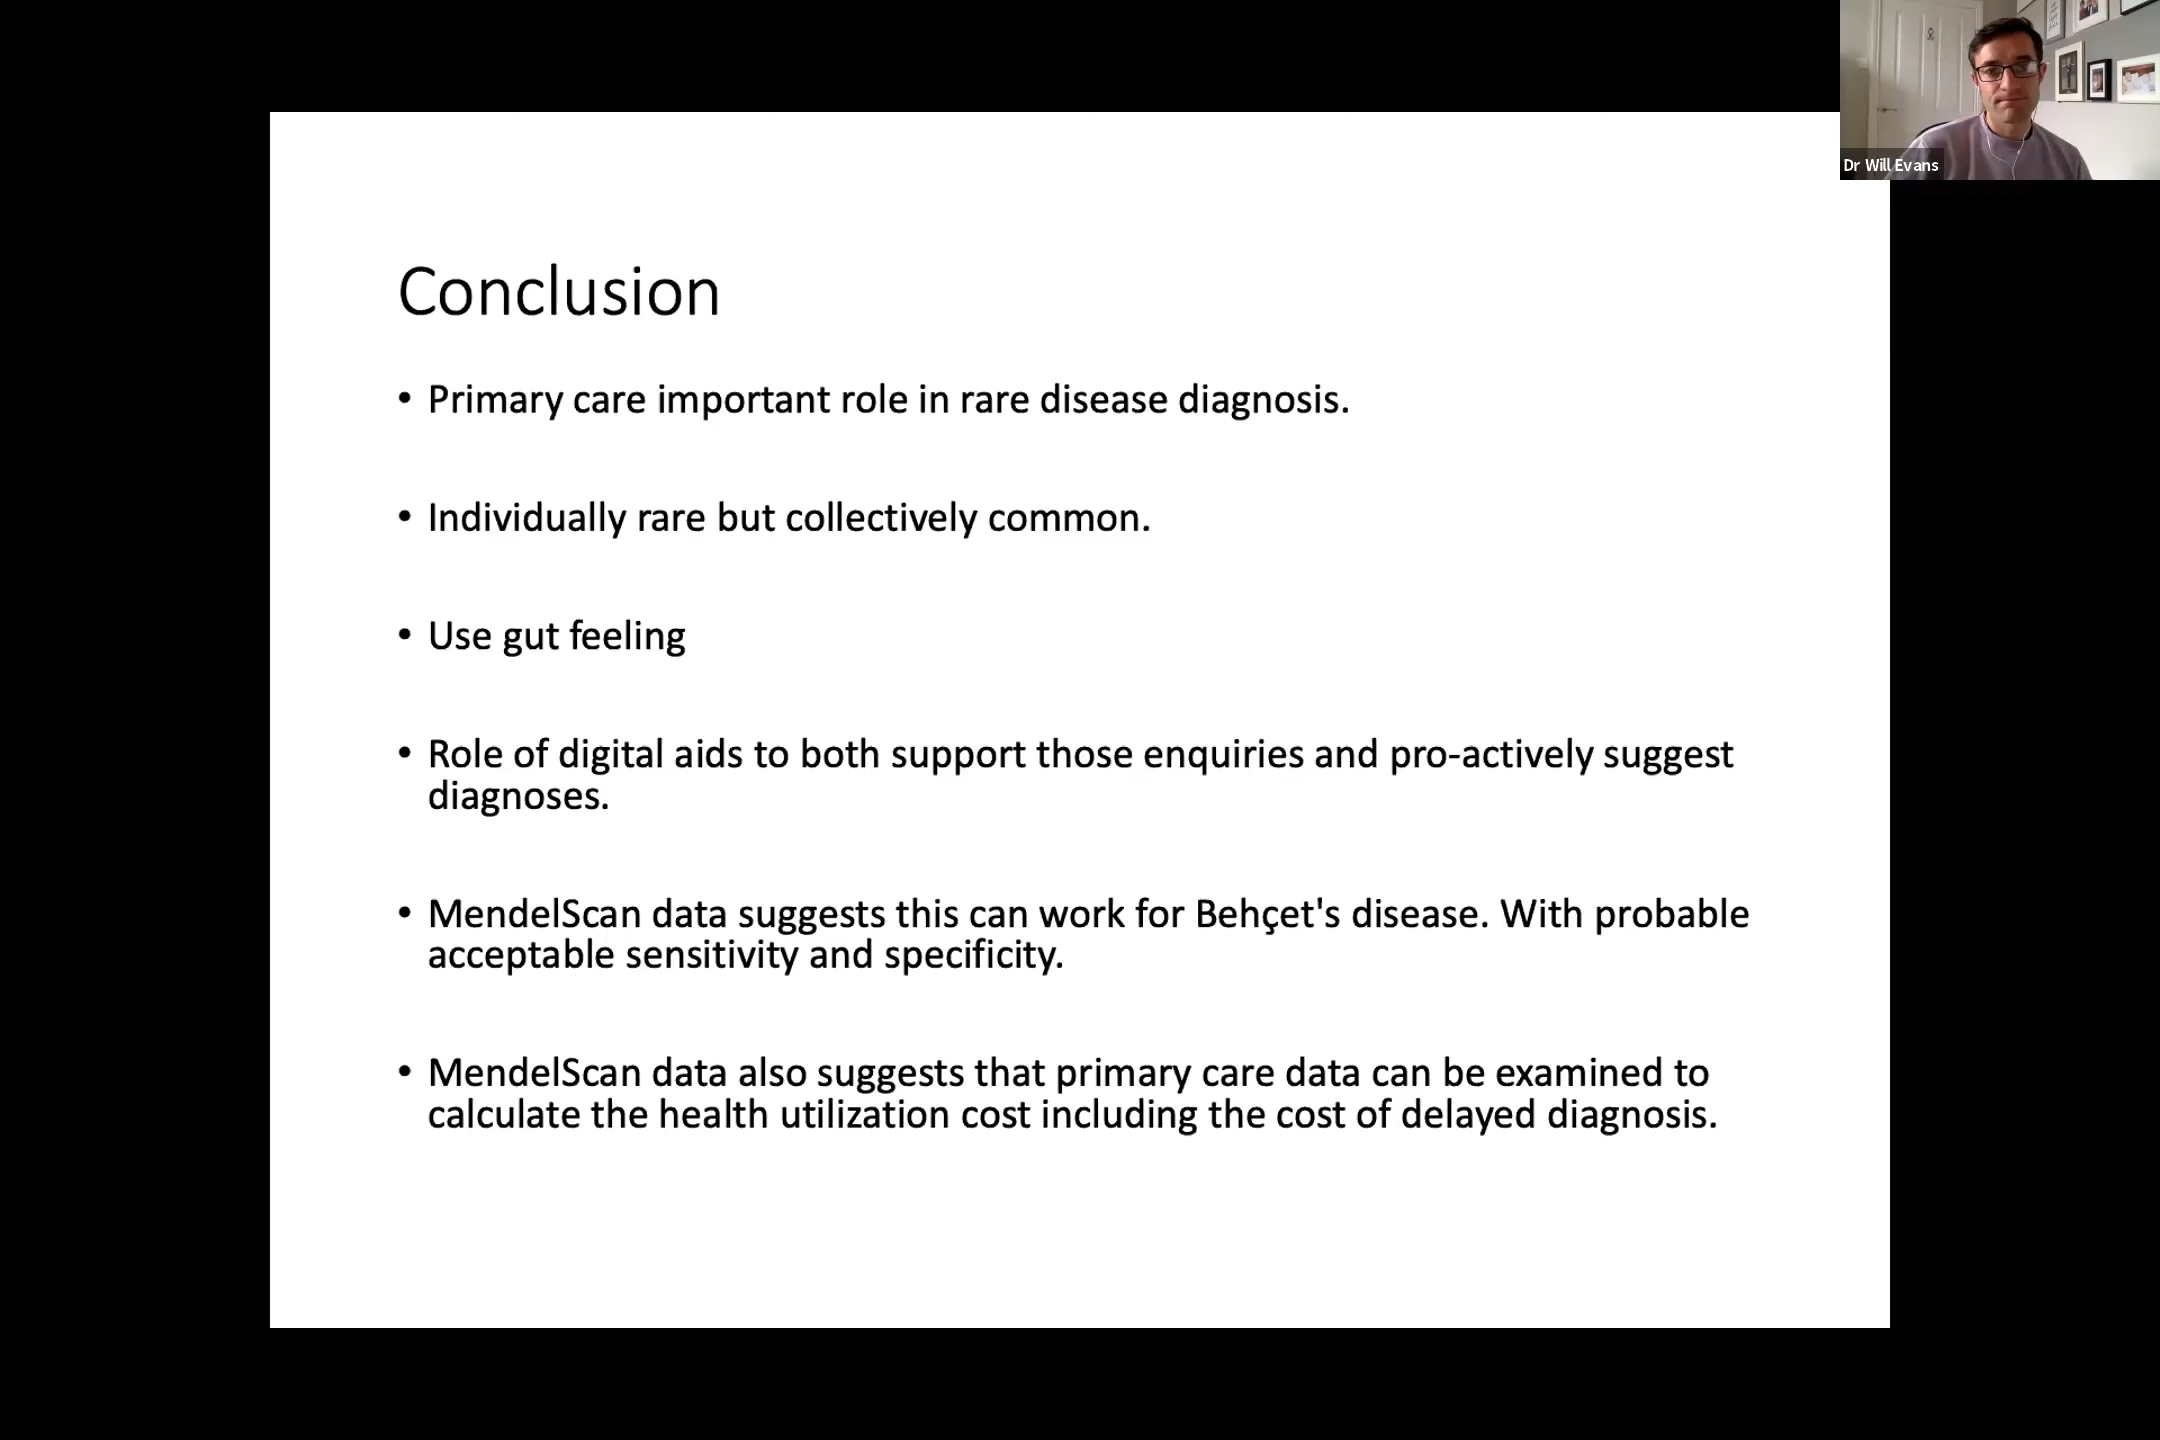 Dr Will Evans
Conclusion
• Primary care important role in rare disease diagnosis.
• Individually rare but collectively common.
• Use gut feeling
• Role of digital aids to both support those enquiries and pro-actively suggest
diagnoses.
• MendelScan data suggests this can work for Behçet's disease. With probable
acceptable sensitivity and specificity.
• MendelScan data also suggests that primary care data can be examined to
calculate the health utilization cost including the cost of delayed diagnosis.